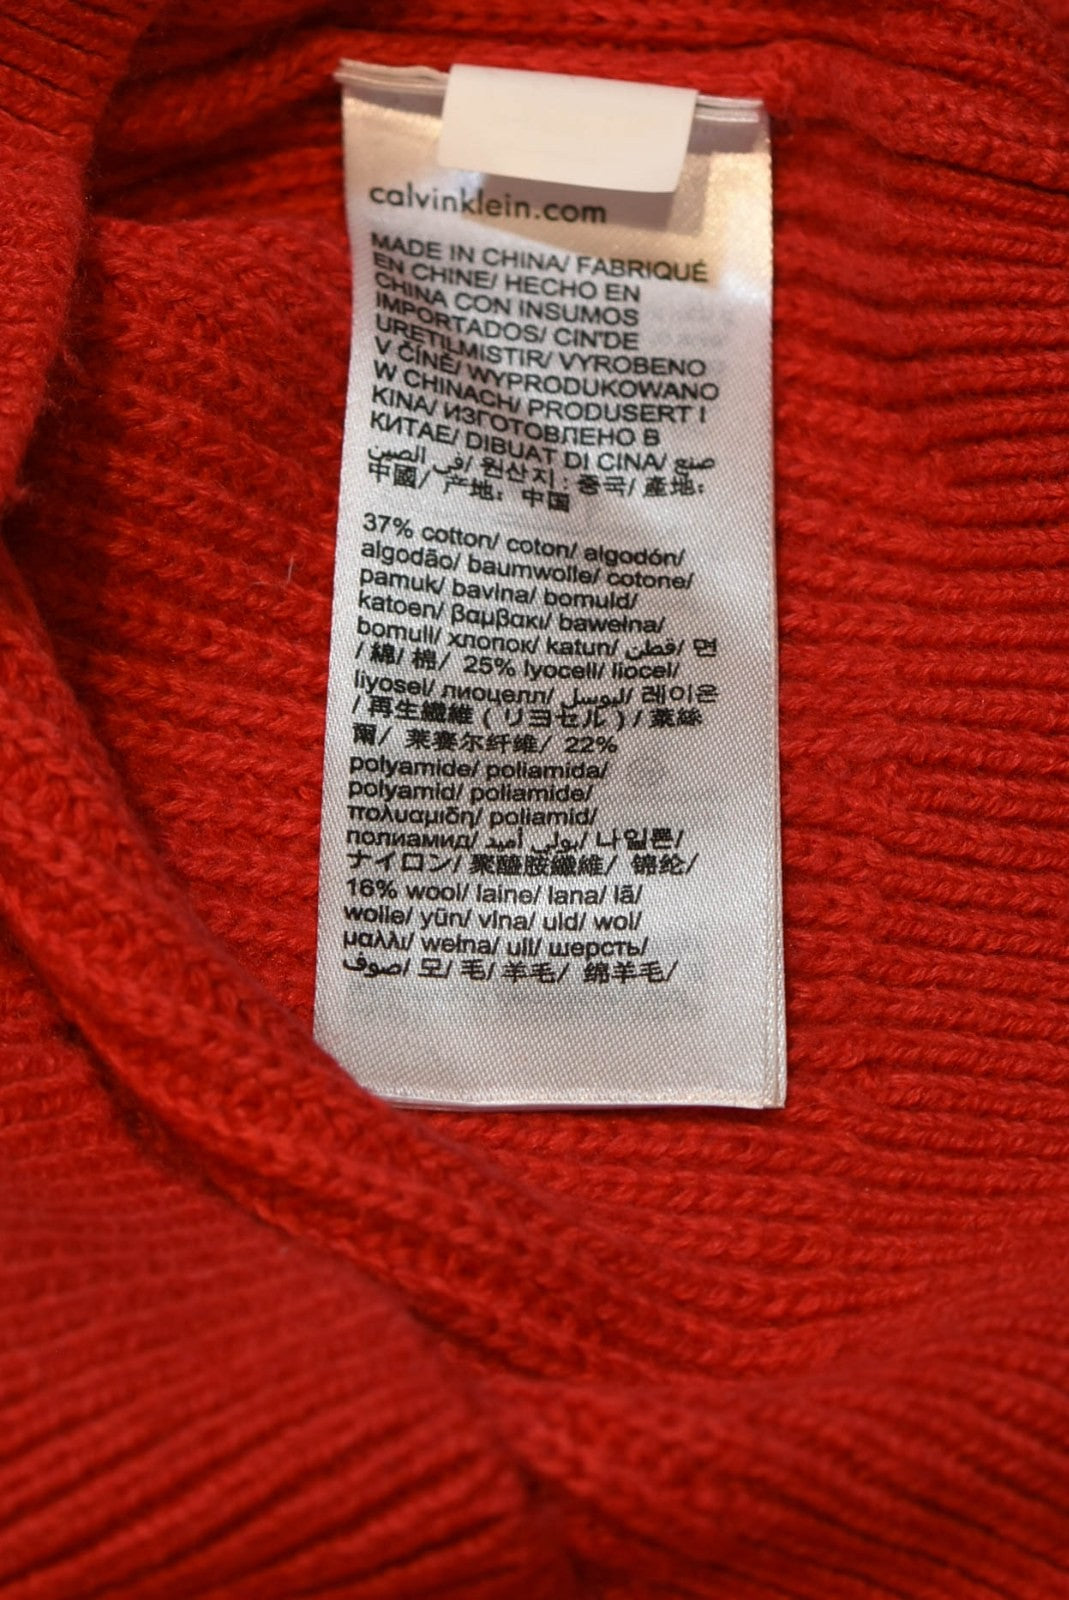 calvinklein.com
MADE IN CHINA/ FABRIQUÉ
EN CHINE/ HECHO EN
CHINA CON INSUMOS
IMPORTADOS/ CIN'DE
URETILMISTIR/ VYROBENO
V ČÍNĚ/ WYPRODUKOWANO
W CHINACH/ PRODUSERT I
KINA/ ИЗГОТОВЛЕНО В
КИТАЕ/ DIBUAT DI CINA/ صنع
في الصين/ 원산지: 중국/ 產地:
中國/ 产地: 中国
37% cotton/ coton/ algodón/
algodão/ baumwolle/ cotone/
pamuk/ bavlna/ bomuld/
katoen/ βαμβακι/ bawełna/
bomull/ хлопок/ katun/ قطن/ 면
/ 綿/ 棉/ 25% lyocell/ liocel/
liyosel/ лиоцелл/ ليوسل/ 레이온
/ 再生繊維 (リヨセル)/ 萊絲
爾/ 莱赛尔纤维/ 22%
polyamide/ poliamida/
polyamid/ poliamide/
πολυαμιδη/ poliamid/
полиамид/ بولي أميد/ 나일론/
ナイロン/ 聚醯胺纖維/ 锦纶/
16% wool/ laine/ lana/ lã/
wolle/ yün/ vlna/ uld/ wol/
μαλλι/ wełna/ ull/ шерсть/
صوف/ 모/ 毛/ 羊毛/ 绵羊毛/